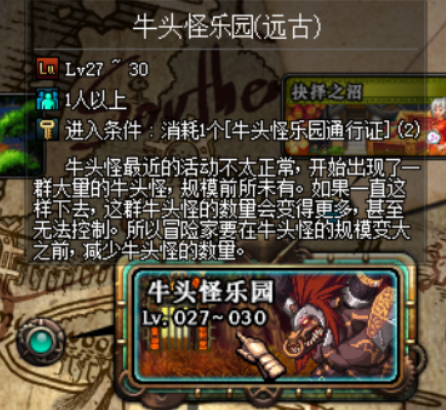 牛头怪乐园(远古)
Lv Lv27 ~ 30
1人以上
进入条件：消耗1个[牛头怪乐园通行证] (2)
抉择之沼
牛头怪最近的活动不太正常, 开始出现了一
群大量的牛头怪, 规模前所未有。如果一直这
样下去, 这群牛头怪的数量会变得更多, 甚至
无法控制。所以冒险家要在牛头怪的规模变大
之前, 减少牛头怪的数量。
牛头怪乐园
Lv. 027~030